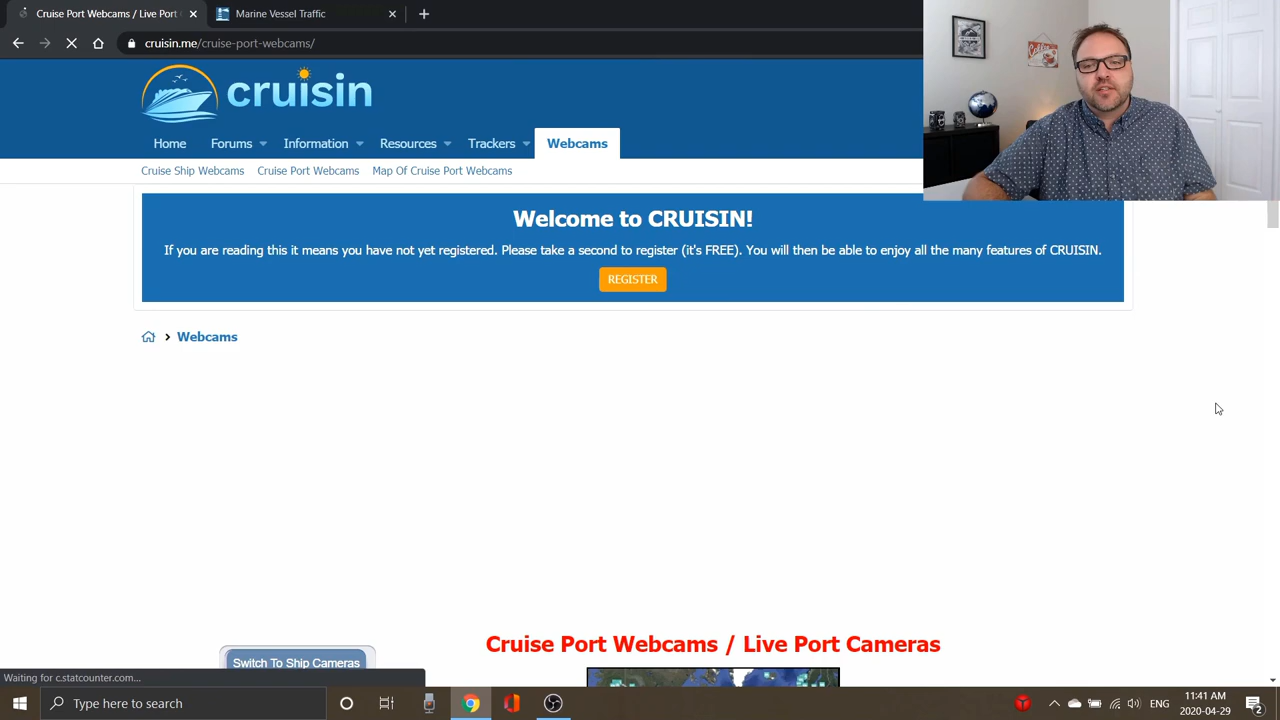 Cruise Port Webcams / Live Port
Marine Vessel Traffic
cruisin.me/cruise-port-webcams/
cruisin
Home
Forums
Information
Resources
Trackers
Webcams
Cruise Ship Webcams
Cruise Port Webcams
Map Of Cruise Port Webcams
Welcome to CRUISIN!
If you are reading this it means you have not yet registered. Please take a second to register (it's FREE). You will then be able to enjoy all the many features of CRUISIN.
REGISTER
Webcams
Cruise Port Webcams / Live Port Cameras
Switch To Ship Cameras
Waiting for c.statcounter.com...
Type here to search
ENG
11:41 AM
2020-04-29
2